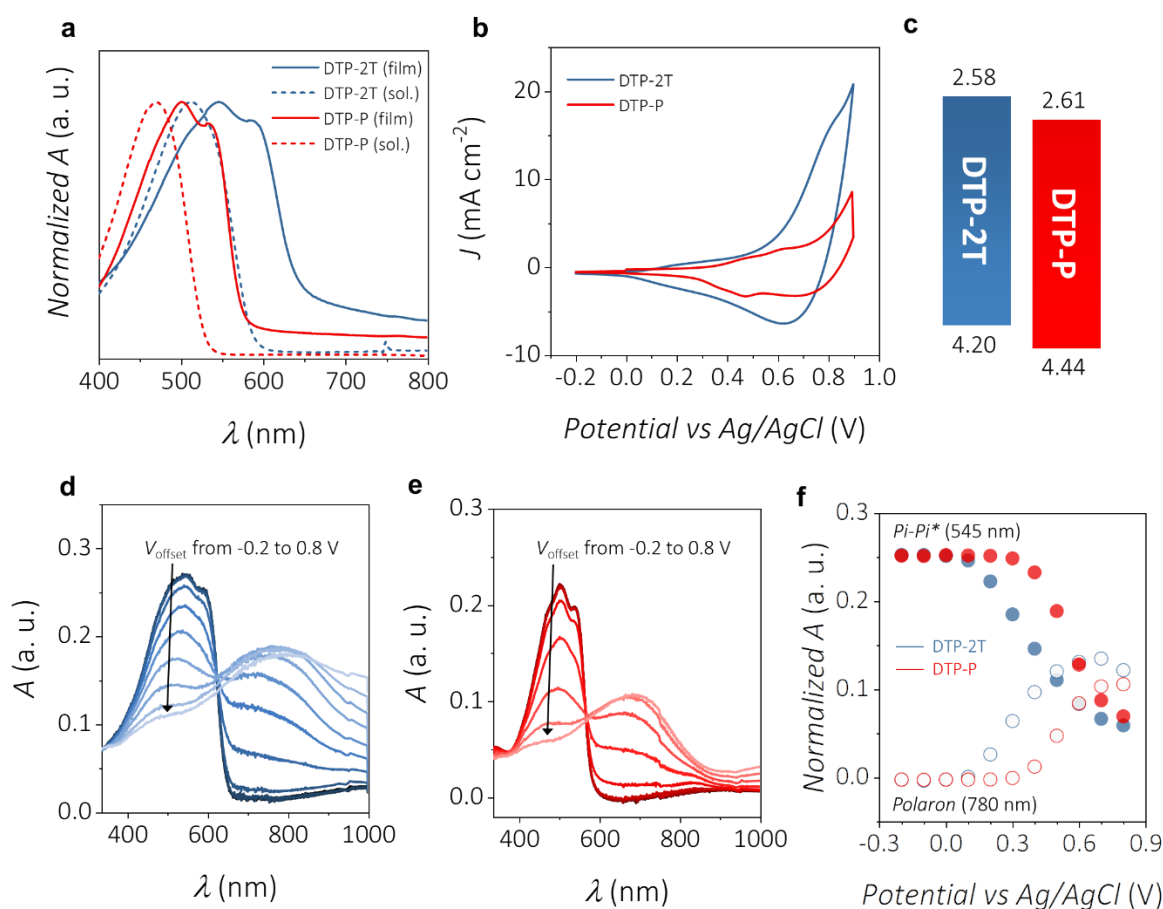 a
Normalized A (a. u.)
DTP-2T (film)
DTP-2T (sol.)
DTP-P (film)
DTP-P (sol.)
400 500 600 700 800
λ (nm)
b
J (mA cm-2)
20
10
0
-10
DTP-2T
DTP-P
-0.2 0.0 0.2 0.4 0.6 0.8 1.0
Potential vs Ag/AgCl (V)
c
2.58
DTP-2T
4.20
2.61
DTP-P
4.44
d
A (a. u.)
0.3
0.2
0.1
0.0
Voffset from -0.2 to 0.8 V
400 600 800 1000
λ (nm)
e
A (a. u.)
0.3
0.2
0.1
0.0
Voffset from -0.2 to 0.8 V
400 600 800 1000
λ (nm)
f
Normalized A (a. u.)
0.3
0.2
0.1
0.0
Pi-Pi* (545 nm)
DTP-2T
DTP-P
Polaron (780 nm)
-0.3 0.0 0.3 0.6 0.9
Potential vs Ag/AgCl (V)